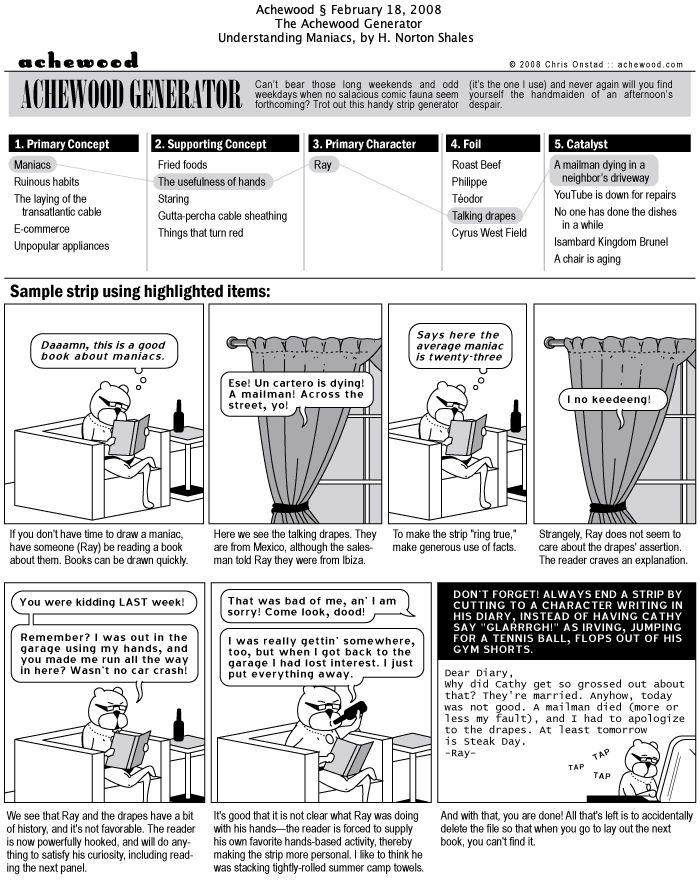 Achewood § February 18, 2008
The Achewood Generator
Understanding Maniacs, by H. Norton Shales
achewood
© 2008 Chris Onstad :: achewood.com
ACHEWOOD GENERATOR
Can't bear those long weekends and odd
weekdays when no salacious comic fauna seem
forthcoming? Trot out this handy strip generator
(it's the one I use) and never again will you find
yourself the handmaiden of an afternoon's
despair.
1. Primary Concept
Maniacs
Ruinous habits
The laying of the
transatlantic cable
E-commerce
Unpopular appliances
2. Supporting Concept
Fried foods
The usefulness of hands
Staring
Gutta-percha cable sheathing
Things that turn red
3. Primary Character
Ray
4. Foil
Roast Beef
Philippe
Téodor
Talking drapes
Cyrus West Field
5. Catalyst
A mailman dying in a
neighbor's driveway
YouTube is down for repairs
No one has done the dishes
in a while
Isambard Kingdom Brunel
A chair is aging
Sample strip using highlighted items:
Daaamn, this is a good
book about maniacs.
If you don't have time to draw a maniac,
have someone (Ray) be reading a book
about them. Books can be drawn quickly.
Ese! Un cartero is dying!
A mailman! Across the
street, yo!
Here we see the talking drapes. They
are from Mexico, although the sales-
man told Ray they were from Ibiza.
Says here the
average maniac
is twenty-three
To make the strip "ring true,"
make generous use of facts.
I no keedeeng!
Strangely, Ray does not seem to
care about the drapes' assertion.
The reader craves an explanation.
You were kidding LAST week!
Remember? I was out in the
garage using my hands, and
you made me run all the way
in here? Wasn't no car crash!
We see that Ray and the drapes have a bit
of history, and it's not favorable. The reader
is now powerfully hooked, and will do any-
thing to satisfy his curiosity, including read-
ing the next panel.
That was bad of me, an' I am
sorry! Come look, dood!
I was really gettin' somewhere,
too, but when I got back to the
garage I had lost interest. I just
put everything away.
It's good that it is not clear what Ray was doing
with his hands—the reader is forced to supply
his own favorite hands-based activity, thereby
making the strip more personal. I like to think he
was stacking tightly-rolled summer camp towels.
DON'T FORGET! ALWAYS END A STRIP BY
CUTTING TO A CHARACTER WRITING IN
HIS DIARY, INSTEAD OF HAVING CATHY
SAY "GLARRRGH!" AS IRVING, JUMPING
FOR A TENNIS BALL, FLOPS OUT OF HIS
GYM SHORTS.
Dear Diary,
Why did Cathy get so grossed out about
that? They're married. Anyhow, today
was not good. A mailman died (more or
less my fault), and I had to apologize
to the drapes. At least tomorrow
is Steak Day.
-Ray-
TAP
TAP
TAP
And with that, you are done! All that's left is to accidentally
delete the file so that when you go to lay out the next
book, you can't find it.